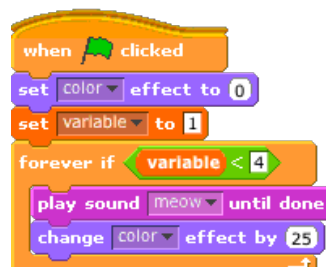 when clicked
set color effect to 0
set variable to 1
forever if variable < 4
play sound meow until done
change color effect by 25